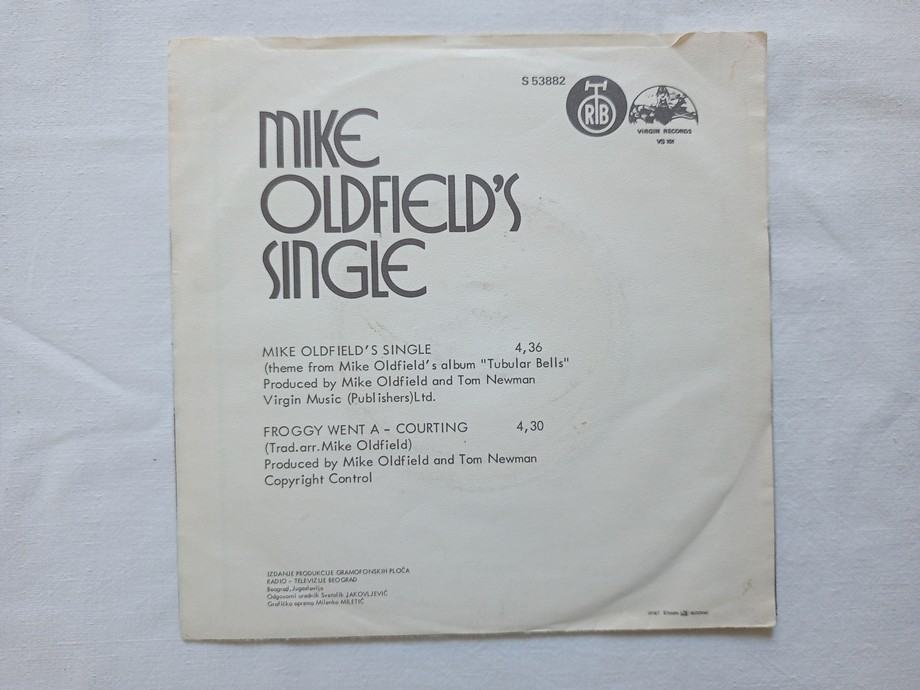 S 53882
RTB
VIRGIN RECORDS
VS 101
MIKE
OLDFIELD'S
SINGLE
MIKE OLDFIELD'S SINGLE 4,36
(theme from Mike Oldfield's album "Tubular Bells"
Produced by Mike Oldfield and Tom Newman
Virgin Music (Publishers)Ltd.
FROGGY WENT A - COURTING 4,30
(Trad.arr.Mike Oldfield)
Produced by Mike Oldfield and Tom Newman
Copyright Control
IZDANJE PRODUKCIJE GRAMOFONSKIH PLOČA
RADIO - TELEVIZIJE BEOGRAD
Beograd,Jugoslavija
Odgovorni urednik Svetolik JAKOVLJEVIĆ
Grafička oprema Milenko MILETIĆ